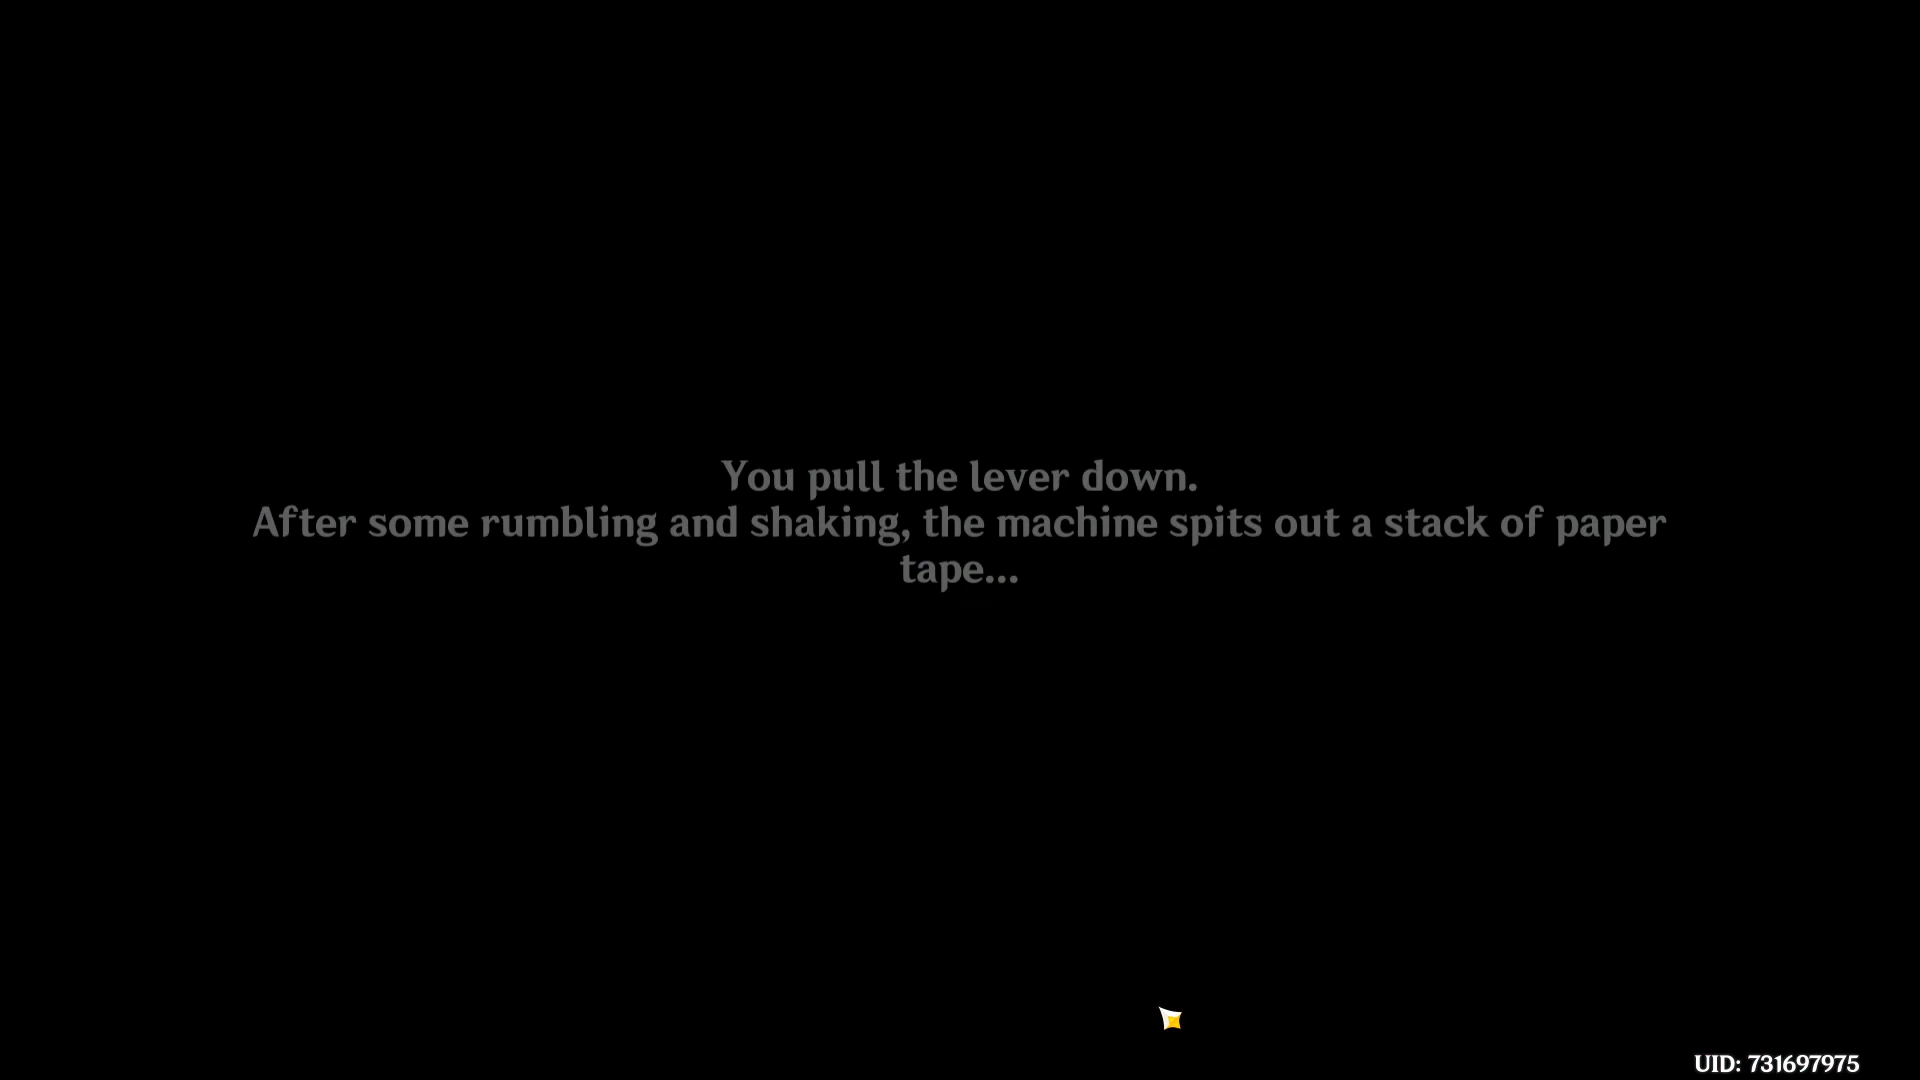 You pull the lever down.
After some rumbling and shaking, the machine spits out a stack of paper
tape...
UID: 731697975